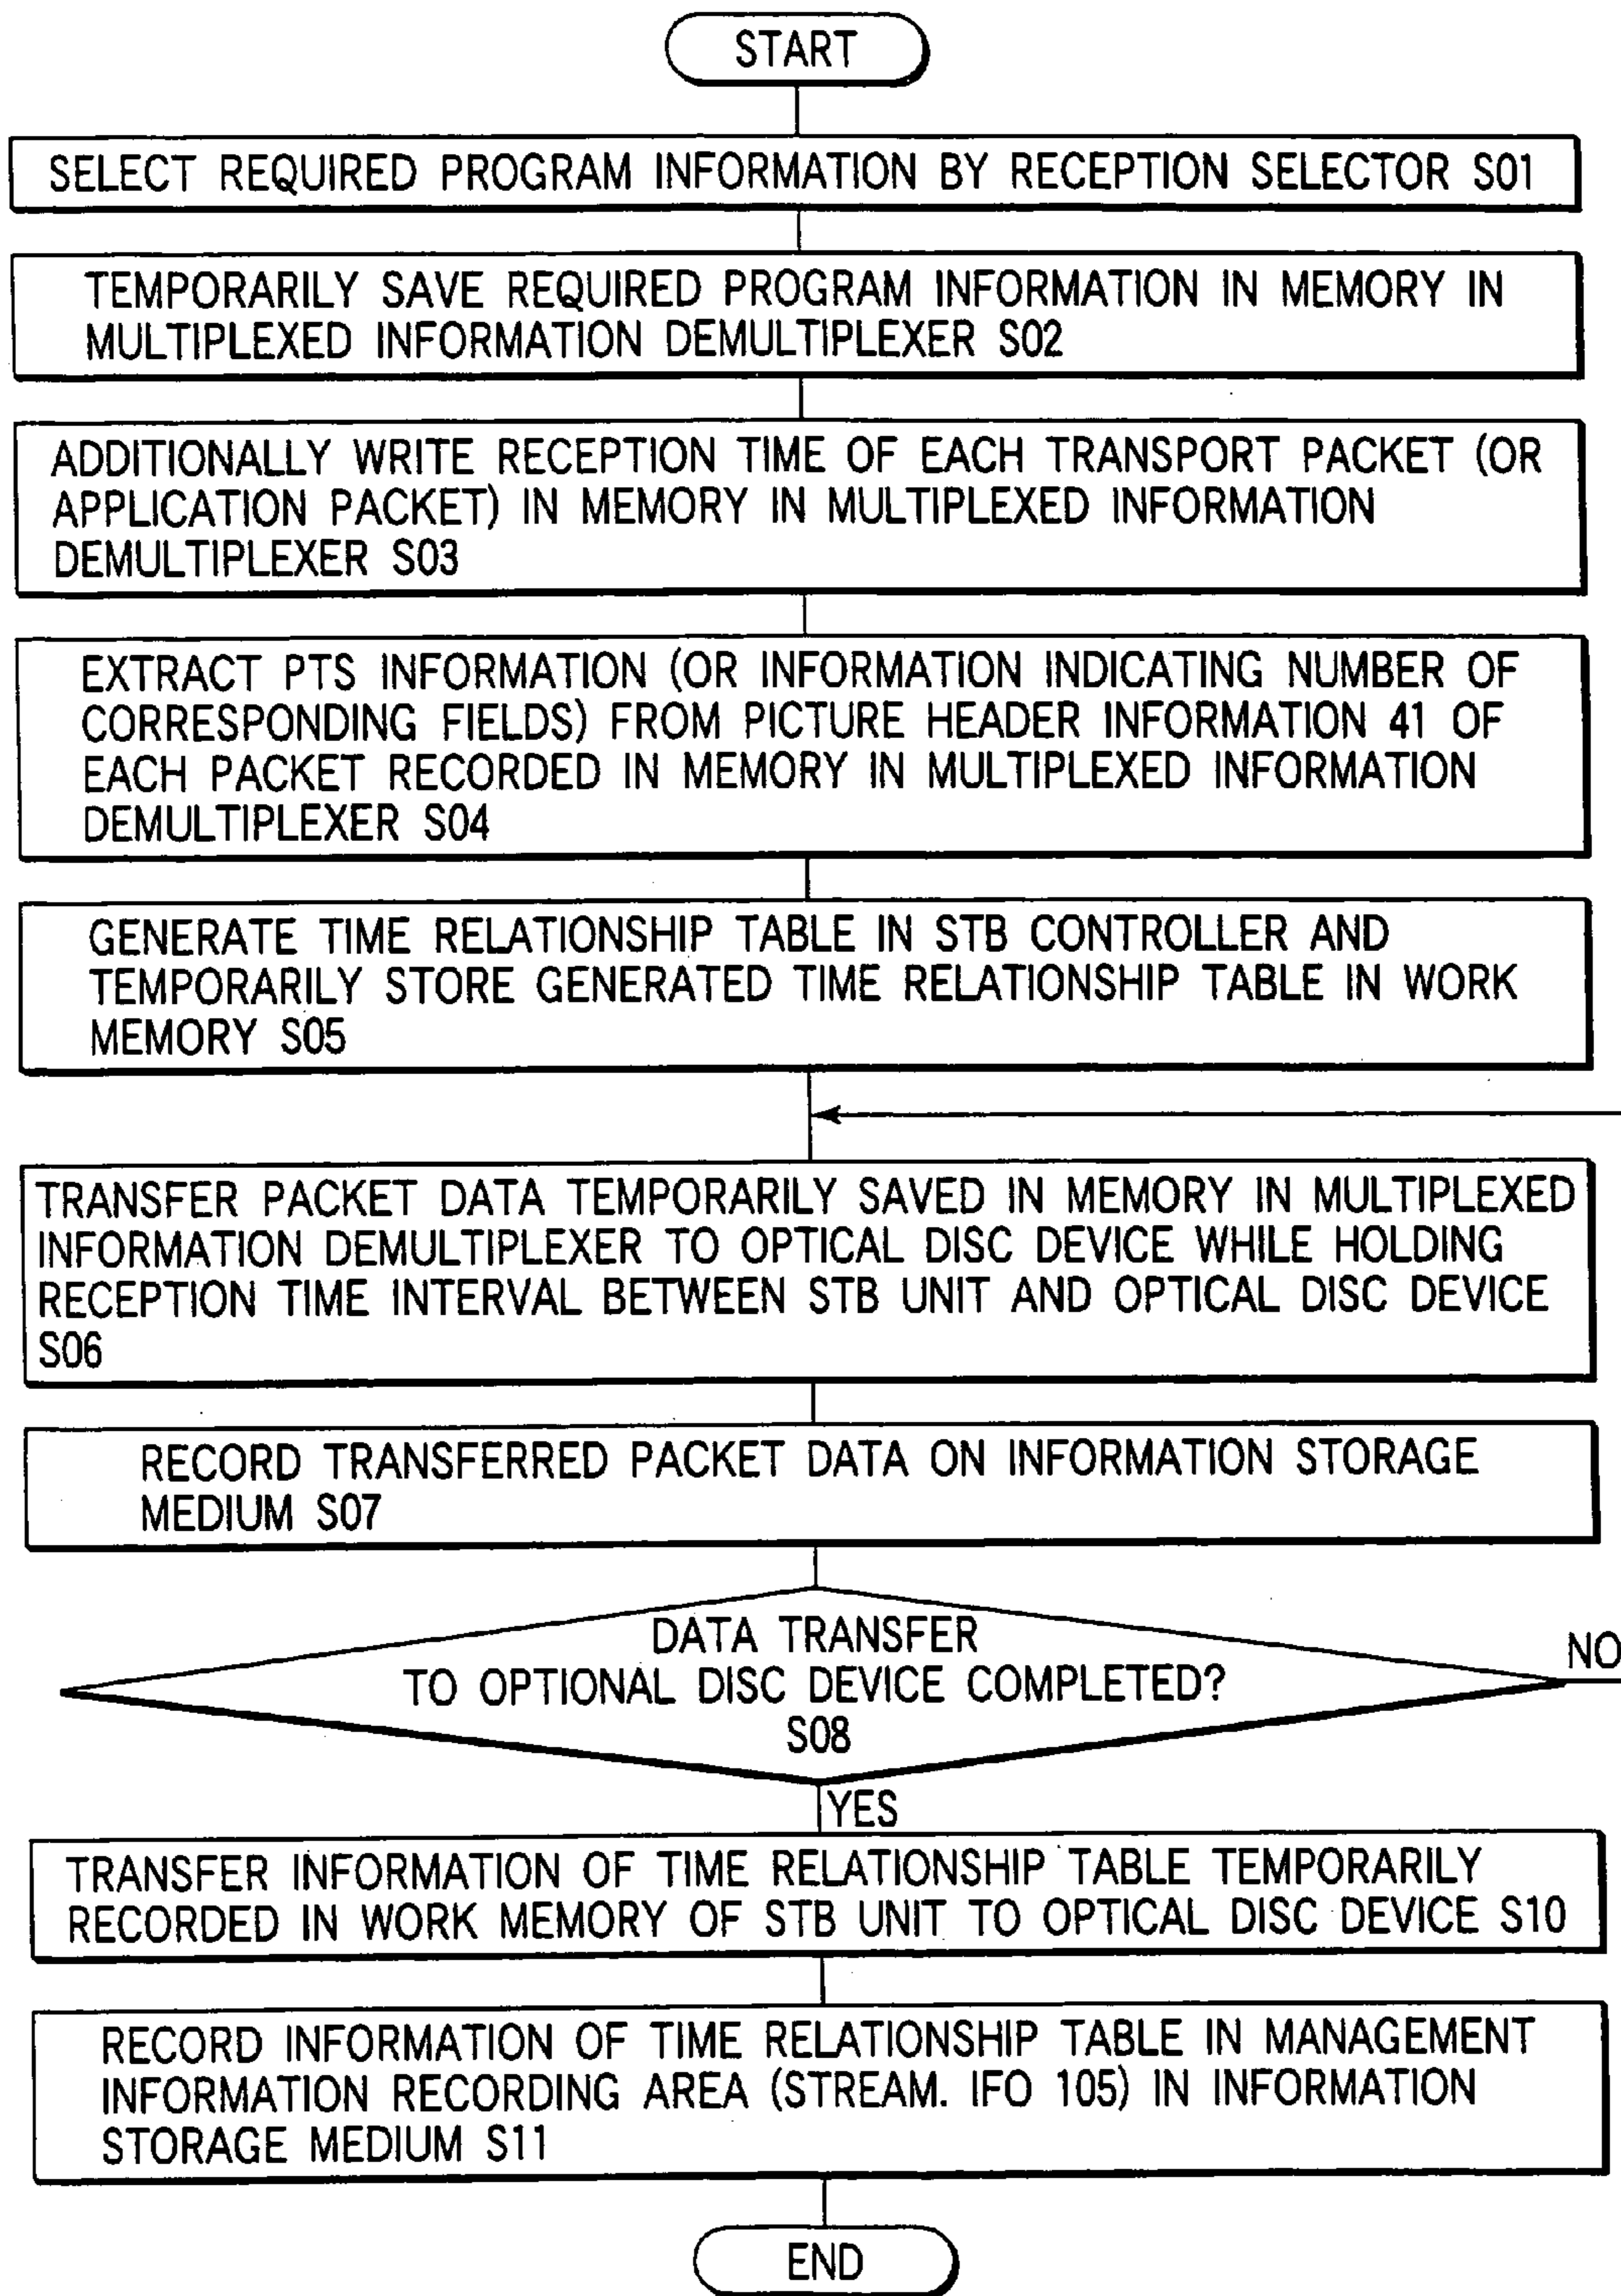 START
SELECT REQUIRED PROGRAM INFORMATION BY RECEPTION SELECTOR S01
TEMPORARILY SAVE REQUIRED PROGRAM INFORMATION IN MEMORY IN
MULTIPLEXED INFORMATION DEMULTIPLEXER S02
ADDITIONALLY WRITE RECEPTION TIME OF EACH TRANSPORT PACKET (OR
APPLICATION PACKET) IN MEMORY IN MULTIPLEXED INFORMATION
DEMULTIPLEXER S03
EXTRACT PTS INFORMATION (OR INFORMATION INDICATING NUMBER OF
CORRESPONDING FIELDS) FROM PICTURE HEADER INFORMATION 41 OF
EACH PACKET RECORDED IN MEMORY IN MULTIPLEXED INFORMATION
DEMULTIPLEXER S04
GENERATE TIME RELATIONSHIP TABLE IN STB CONTROLLER AND
TEMPORARILY STORE GENERATED TIME RELATIONSHIP TABLE IN WORK
MEMORY S05
TRANSFER PACKET DATA TEMPORARILY SAVED IN MEMORY IN MULTIPLEXED
INFORMATION DEMULTIPLEXER TO OPTICAL DISC DEVICE WHILE HOLDING
RECEPTION TIME INTERVAL BETWEEN STB UNIT AND OPTICAL DISC DEVICE
S06
RECORD TRANSFERRED PACKET DATA ON INFORMATION STORAGE
MEDIUM S07
DATA TRANSFER
TO OPTIONAL DISC DEVICE COMPLETED?
S08
NO
YES
TRANSFER INFORMATION OF TIME RELATIONSHIP TABLE TEMPORARILY
RECORDED IN WORK MEMORY OF STB UNIT TO OPTICAL DISC DEVICE S10
RECORD INFORMATION OF TIME RELATIONSHIP TABLE IN MANAGEMENT
INFORMATION RECORDING AREA (STREAM. IFO 105) IN INFORMATION
STORAGE MEDIUM S11
END